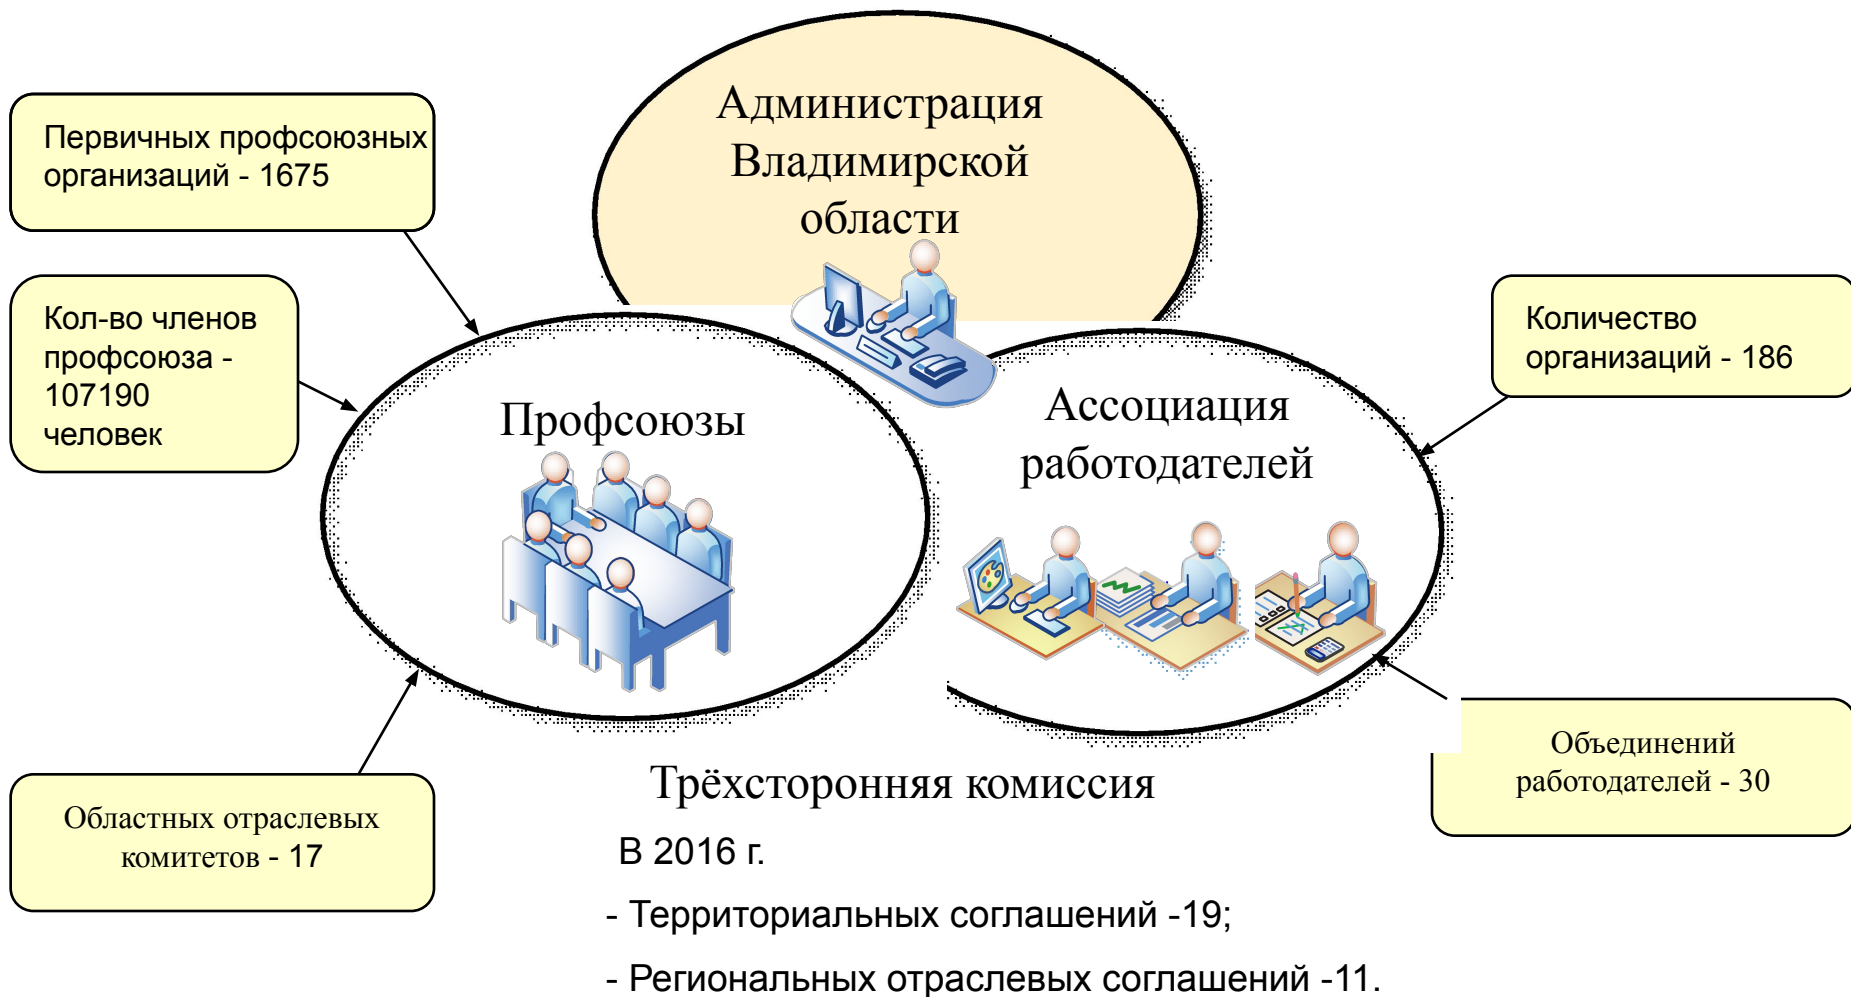 Администрация
Владимирской
области
Первичных профсоюзных
организаций - 1675
Кол-во членов
профсоюза -
107190
человек
Количество
организаций - 186
Профсоюзы
Ассоциация
работодателей
Объединений
работодателей - 30
Областных отраслевых
комитетов - 17
Трёхсторонняя комиссия
В 2016 г.
- Территориальных соглашений -19;
- Региональных отраслевых соглашений -11.